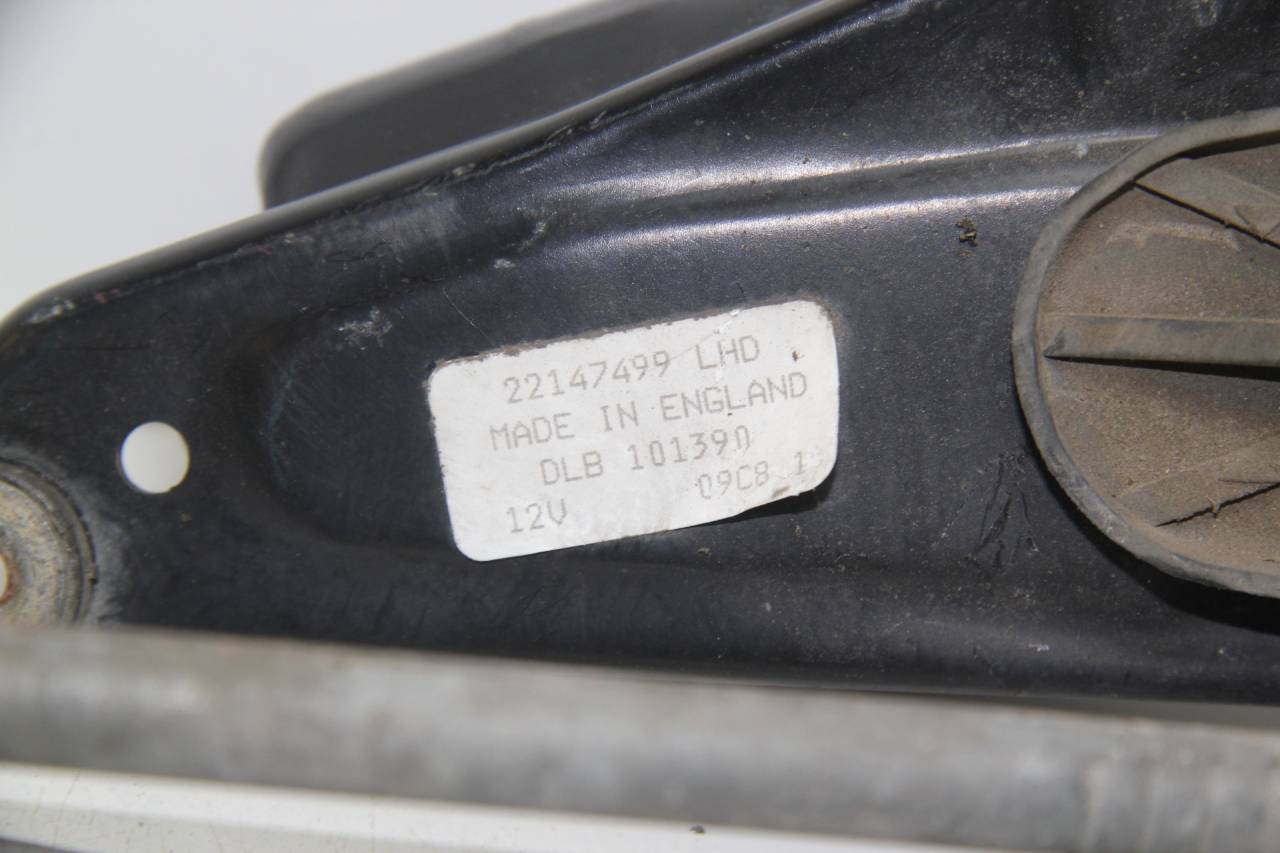 22147499 LHD
MADE IN ENGLAND
DLB 101390
12V 09C8 1